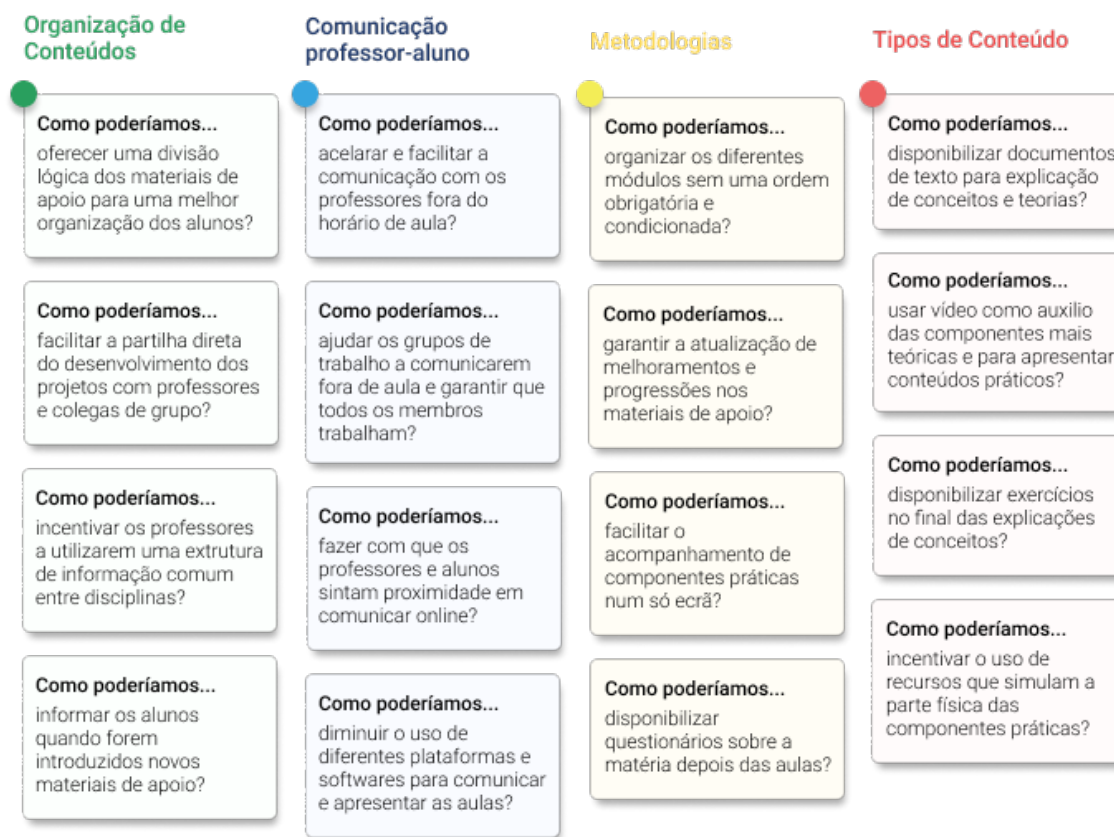 Organização de
Conteúdos
Como poderíamos...
oferecer uma divisão
lógica dos materiais de
apoio para uma melhor
organização dos alunos?
Como poderíamos...
facilitar a partilha direta
do desenvolvimento dos
projetos com professores
e colegas de grupo?
Como poderíamos...
incentivar os professores
a utilizarem uma extrutura
de informação comum
entre disciplinas?
Como poderíamos...
informar os alunos
quando forem
introduzidos novos
materiais de apoio?
Comunicação
professor-aluno
Como poderíamos...
acelarar e facilitar a
comunicação com os
professores fora do
horário de aula?
Como poderíamos...
ajudar os grupos de
trabalho a comunicarem
fora de aula e garantir que
todos os membros
trabalham?
Como poderíamos...
fazer com que os
professores e alunos
sintam proximidade em
comunicar online?
Como poderíamos...
diminuir o uso de
diferentes plataformas e
softwares para comunicar
e apresentar as aulas?
Metodologias
Como poderíamos...
organizar os diferentes
módulos sem uma ordem
obrigatória e
condicionada?
Como poderíamos...
garantir a atualização de
melhoramentos e
progressões nos
materiais de apoio?
Como poderíamos...
facilitar o
acompanhamento de
componentes práticas
num só ecrã?
Como poderíamos...
disponibilizar
questionários sobre a
matéria depois das aulas?
Tipos de Conteúdo
Como poderíamos...
disponibilizar documentos
de texto para explicação
de conceitos e teorias?
Como poderíamos...
usar vídeo como auxilio
das componentes mais
teóricas e para apresentar
conteúdos práticos?
Como poderíamos...
disponibilizar exercícios
no final das explicações
de conceitos?
Como poderíamos...
incentivar o uso de
recursos que simulam a
parte física das
componentes práticas?